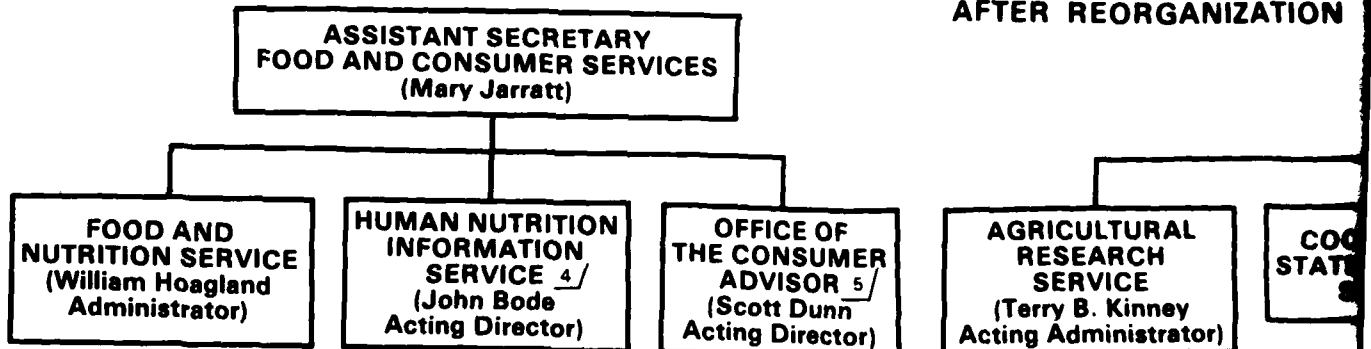 AFTER REORGANIZATION
ASSISTANT SECRETARY
FOOD AND CONSUMER SERVICES
(Mary Jarratt)
FOOD AND
NUTRITION SERVICE
(William Hoagland
Administrator)
HUMAN NUTRITION
INFORMATION
SERVICE 4/
(John Bode
Acting Director)
OFFICE OF
THE CONSUMER
ADVISOR 5/
(Scott Dunn
Acting Director)
AGRICULTURAL
RESEARCH
SERVICE
(Terry B. Kinney
Acting Administrator)